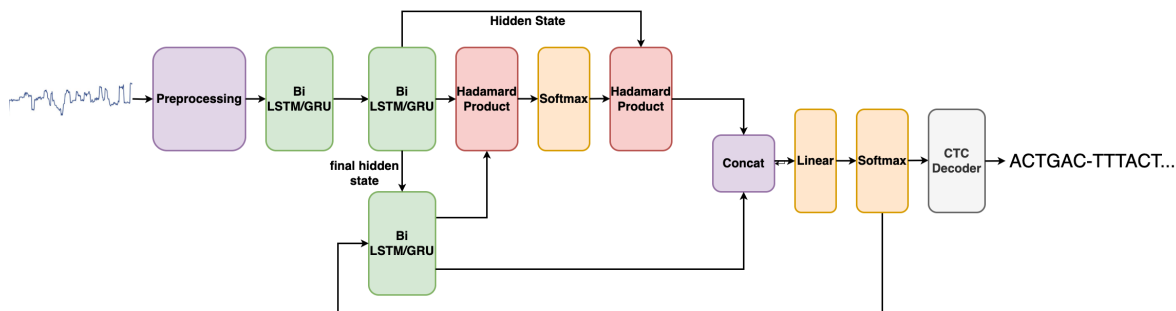 Hidden State
Preprocessing
Bi
LSTM/GRU
Bi
LSTM/GRU
Hadamard
Product
Softmax
Hadamard
Product
final hidden
state
Bi
LSTM/GRU
Concat
Linear
Softmax
CTC
Decoder
ACTGAC-TTTACT...